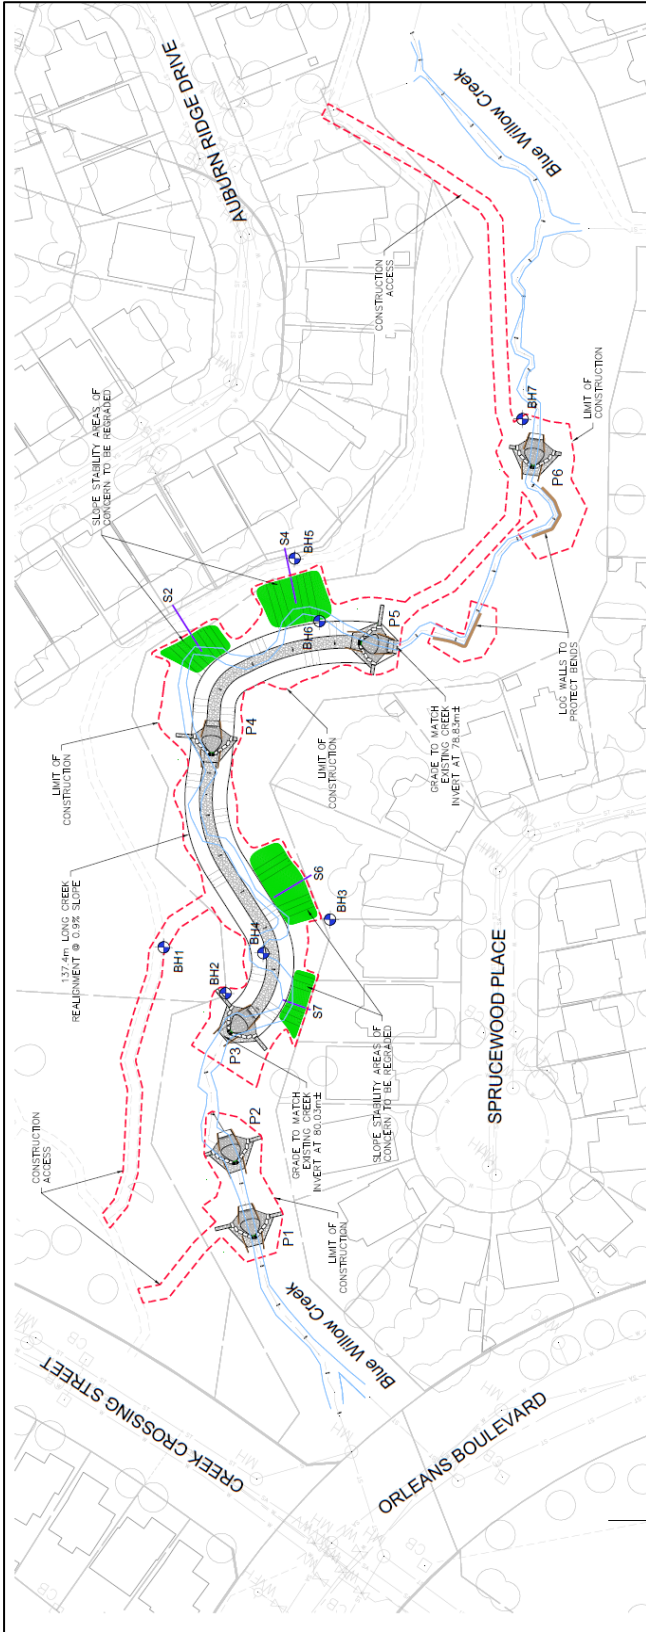 AUBURN RIDGE DRIVE
Blue Willow Creek
CONSTRUCTION
ACCESS
SLOPE STABILITY AREAS OF
CONCERN TO BE REGRADED
BH7
LIMIT OF
CONSTRUCTION
P6
S4
BH5
S2
BH6
P5
LOG WALLS TO
PROTECT BENDS
P4
GRADE TO MATCH
EXISTING CREEK
INVERT AT 78.83m±
LIMIT OF
CONSTRUCTION
LIMIT OF
CONSTRUCTION
S6
BH3
137.4m LONG CREEK
REALIGNMENT @ 0.9% SLOPE
BH1
BH4
BH2
S7
P3
SPRUCEWOOD PLACE
SLOPE STABILITY AREAS OF
CONCERN TO BE REGRADED
GRADE TO MATCH
EXISTING CREEK
INVERT AT 80.03m±
P2
CONSTRUCTION
ACCESS
P1
LIMIT OF
CONSTRUCTION
Blue Willow Creek
CREEK CROSSING STREET
ORLEANS BOULEVARD
MH
CB
MH
CB